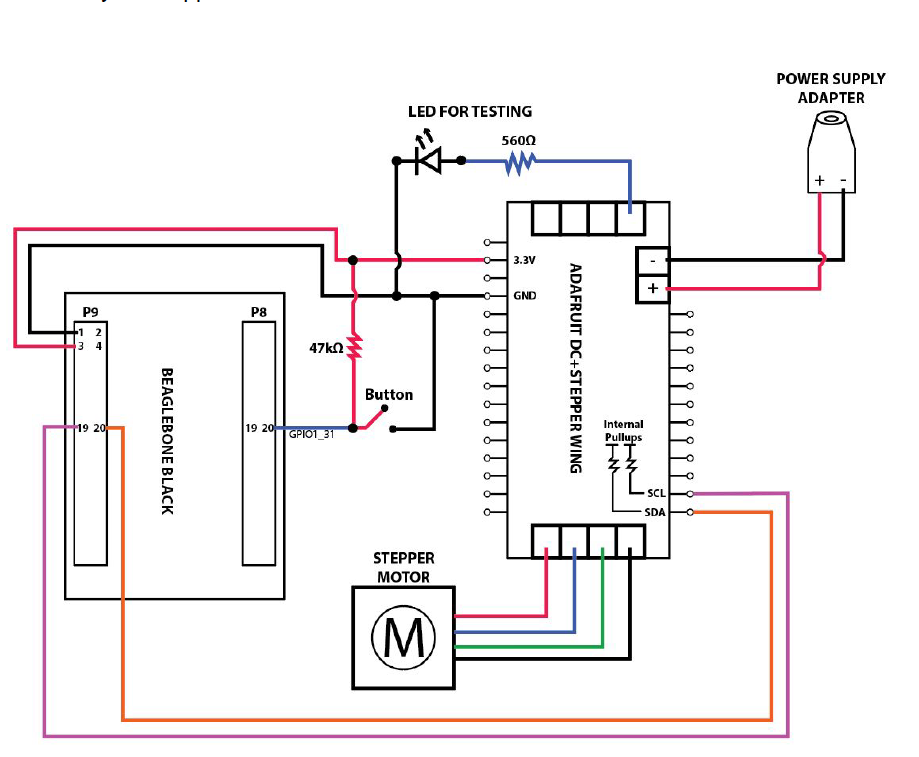 POWER SUPPLY
ADAPTER
+ -
LED FOR TESTING
560Ω
3.3V
GND
-
+
ADAFRUIT DC+STEPPER WING
Internal
Pullups
SCL
SDA
P9
P8
1 2
3 4
19 20
19 20
GPIO1_31
BEAGLEBONE BLACK
47kΩ
Button
STEPPER
MOTOR
M